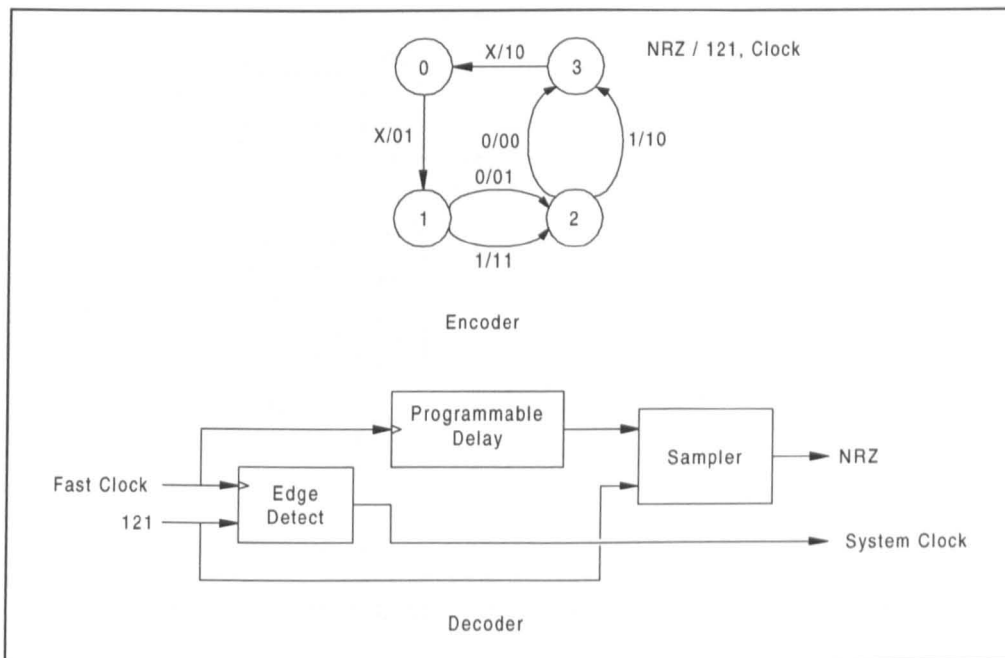 X/10
0
3
NRZ / 121, Clock
X/01
0/00
1/10
0/01
1
2
1/11
Encoder
Programmable
Delay
Sampler
NRZ
Fast Clock
Edge
Detect
121
System Clock
Decoder